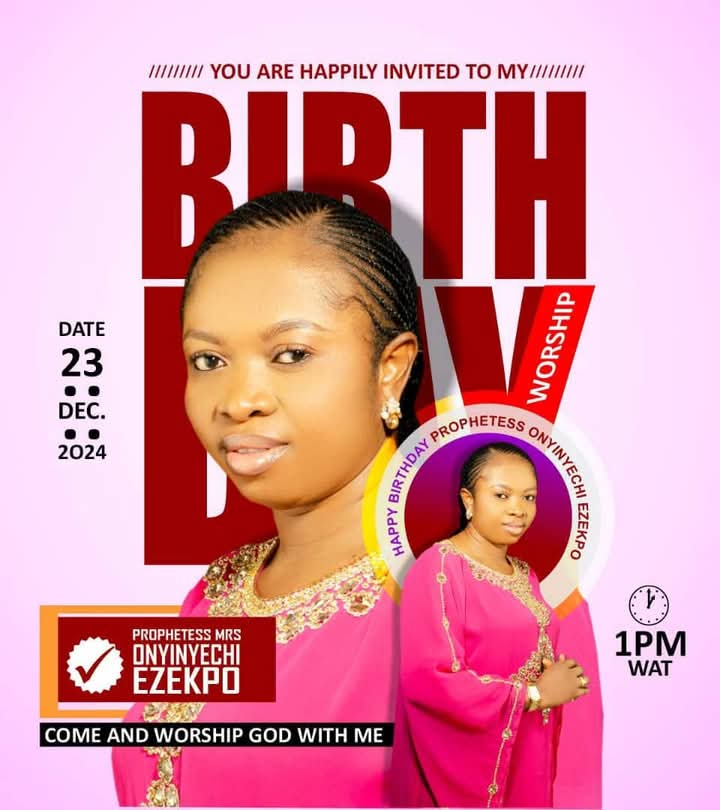 YOU ARE HAPPILY INVITED TO MY
BIRTH
DAY
WORSHIP
DATE
23
DEC.
2024
HAPPY BIRTHDAY PROPHETESS ONYINYECHI EZEKPO
1PM
WAT
PROPHETESS MRS
ONYINYECHI
EZEKPO
COME AND WORSHIP GOD WITH ME